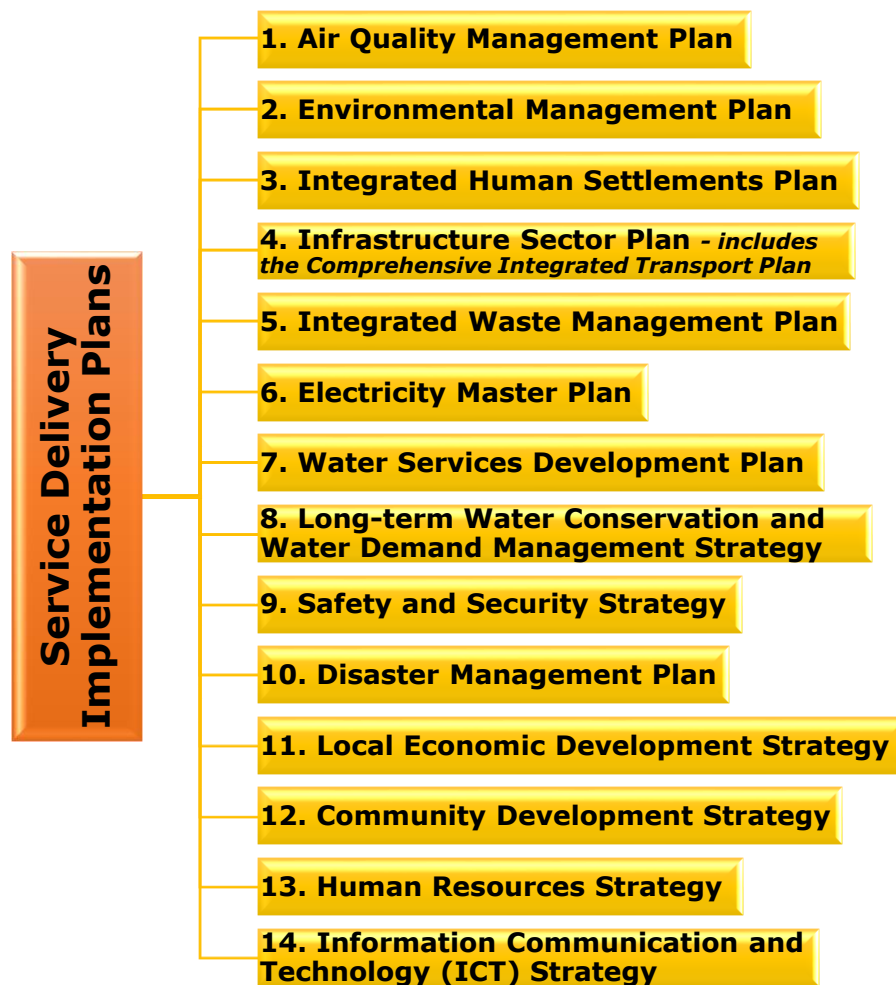 Service Delivery
Implementation Plans
1. Air Quality Management Plan
2. Environmental Management Plan
3. Integrated Human Settlements Plan
4. Infrastructure Sector Plan - includes
the Comprehensive Integrated Transport Plan
5. Integrated Waste Management Plan
6. Electricity Master Plan
7. Water Services Development Plan
8. Long-term Water Conservation and
Water Demand Management Strategy
9. Safety and Security Strategy
10. Disaster Management Plan
11. Local Economic Development Strategy
12. Community Development Strategy
13. Human Resources Strategy
14. Information Communication and
Technology (ICT) Strategy